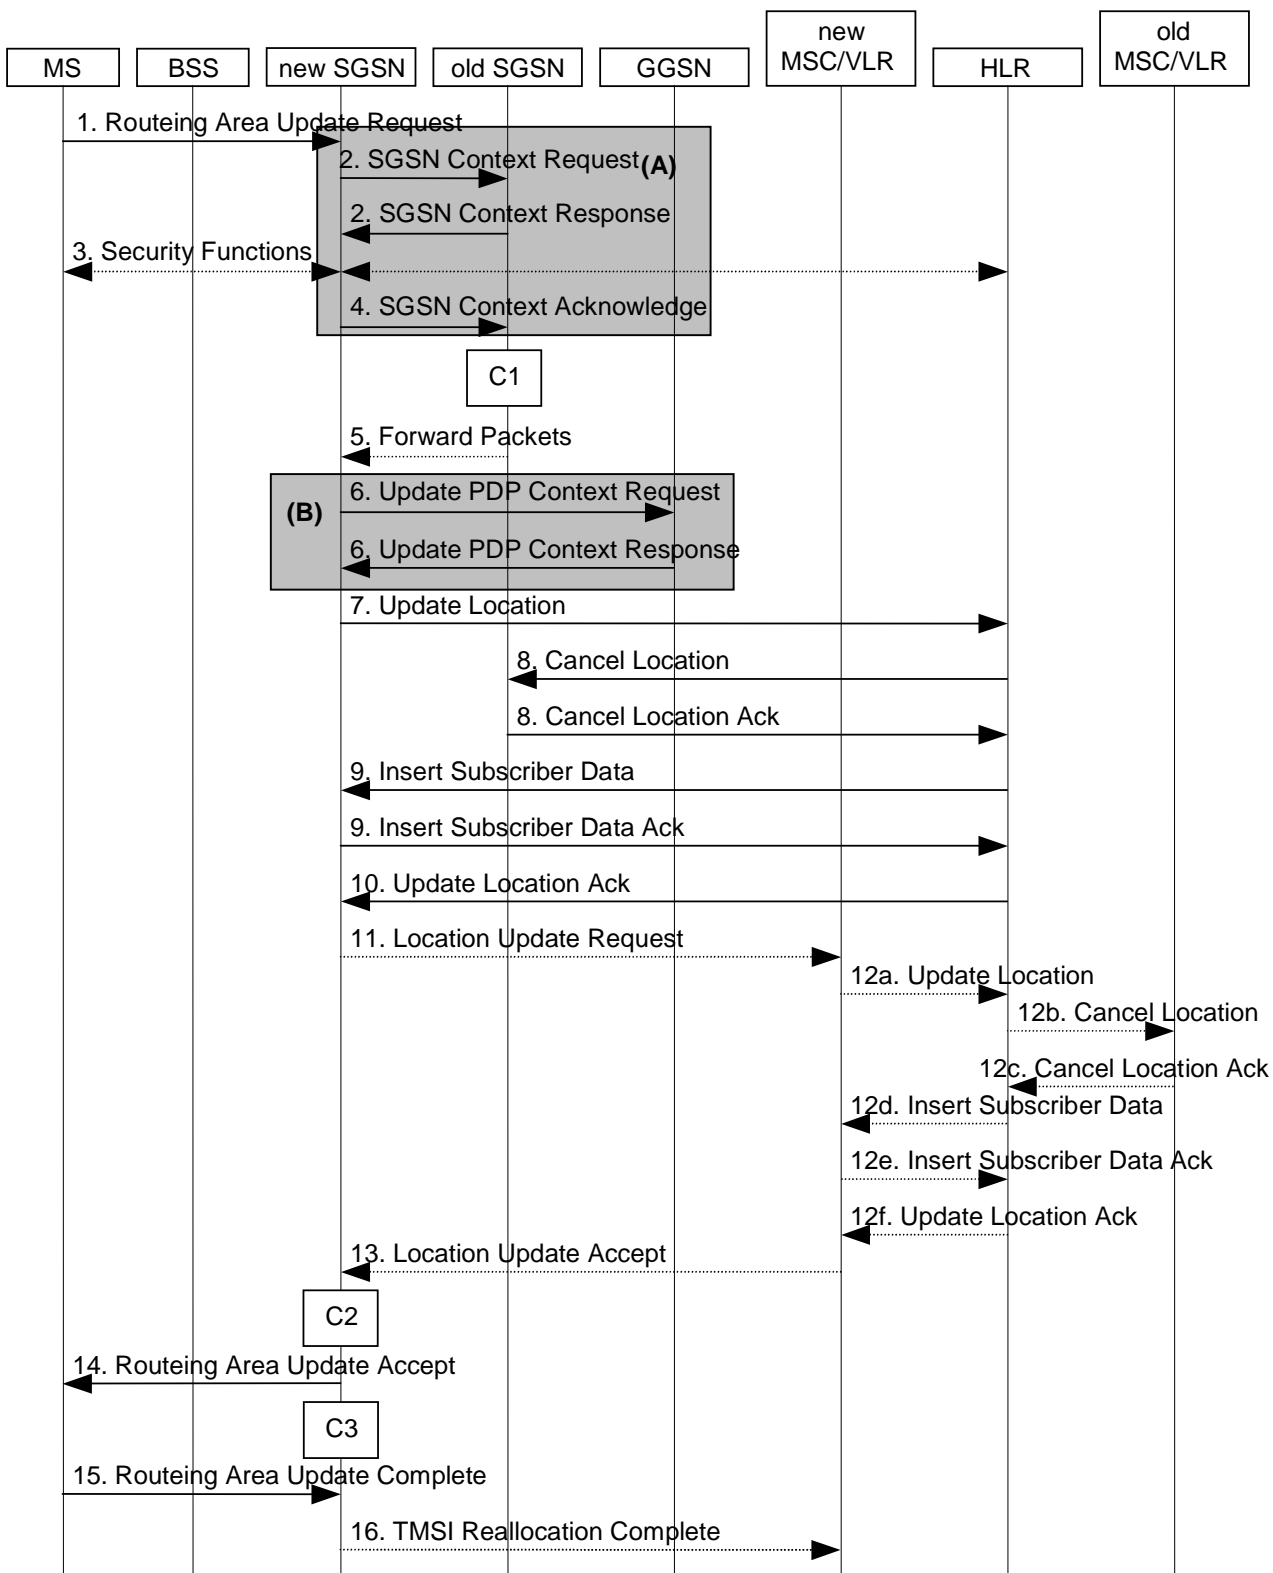 new
MSC/VLR
old
MSC/VLR
MS
BSS
new SGSN
old SGSN
GGSN
HLR
1. Routeing Area Update Request
2. SGSN Context Request
(A)
2. SGSN Context Response
3. Security Functions
4. SGSN Context Acknowledge
C1
5. Forward Packets
6. Update PDP Context Request
(B)
6. Update PDP Context Response
7. Update Location
8. Cancel Location
8. Cancel Location Ack
9. Insert Subscriber Data
9. Insert Subscriber Data Ack
10. Update Location Ack
11. Location Update Request
12a. Update Location
12b. Cancel Location
12c. Cancel Location Ack
12d. Insert Subscriber Data
12e. Insert Subscriber Data Ack
12f. Update Location Ack
13. Location Update Accept
C2
14. Routeing Area Update Accept
C3
15. Routeing Area Update Complete
16. TMSI Reallocation Complete